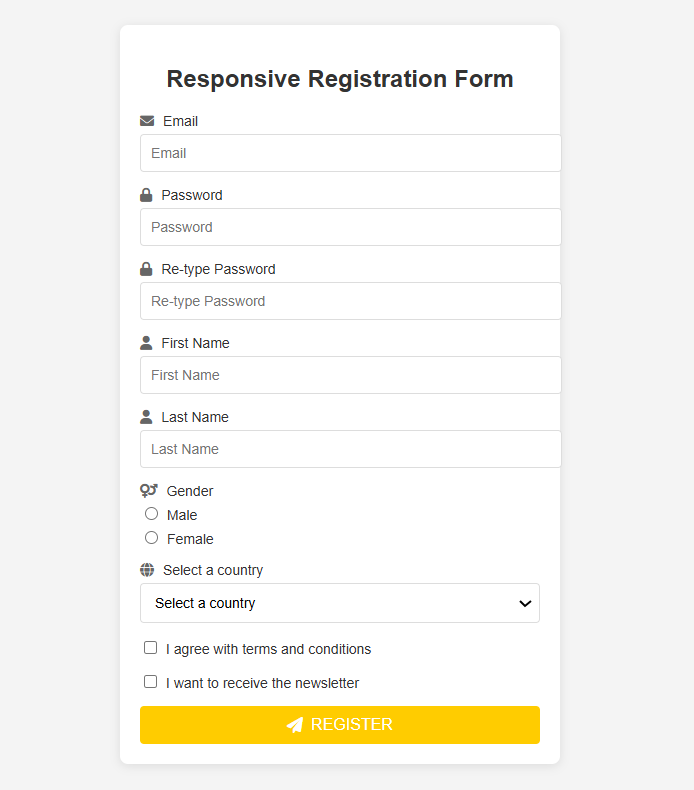 Responsive Registration Form
Email
Email
Password
Password
Re-type Password
Re-type Password
First Name
First Name
Last Name
Last Name
Gender
Male
Female
Select a country
Select a country
I agree with terms and conditions
I want to receive the newsletter
REGISTER